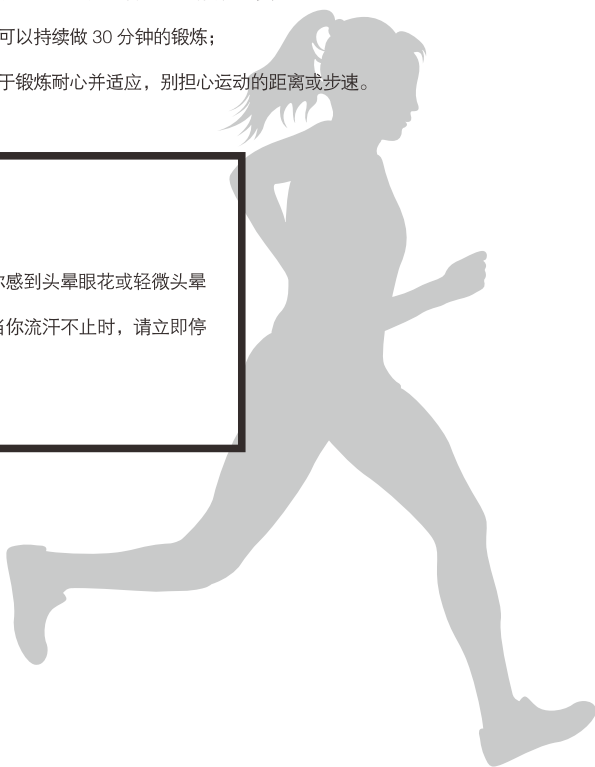 可以持续做 30 分钟的锻炼；
于锻炼耐心并适应，别担心运动的距离或步速。
感到头晕眼花或轻微头晕
你流汗不止时，请立即停